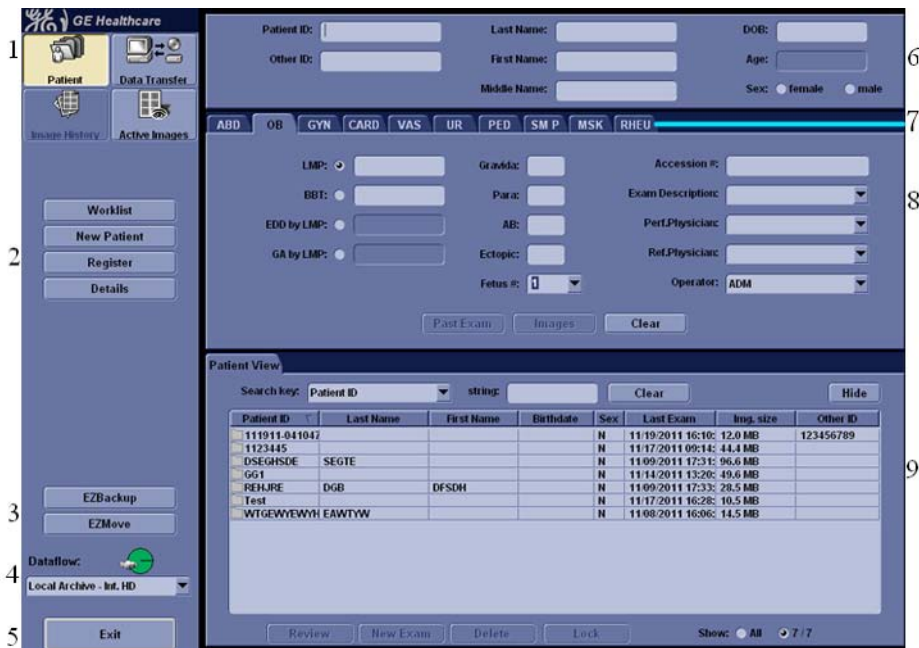 GE Healthcare
1
Patient
Data Transfer
Image History
Active Images
Worklist
New Patient
2
Register
Details
EZBackup
3
EZMove
Dataflow:
4
Local Archive - Int. HD
5
Exit
Patient ID:
Last Name:
DOB:
Other ID:
First Name:
Age:
6
Middle Name:
Sex: female male
ABD OB GYN CARD VAS UR PED SM P MSK RHEU
7
LMP:
Gravida:
Accession #:
BBT:
Para:
Exam Description:
8
EDD by LMP:
AB:
Perf.Physician:
GA by LMP:
Ectopic:
Ref.Physician:
Fetus #: 1
Operator: ADM
Past Exam Images Clear
Patient View
Search key: Patient ID string: Clear Hide
Patient ID Last Name First Name Birthdate Sex Last Exam Img. size Other ID
111911-041047 N 11/19/2011 16:10: 12.0 MB 123456789
1123445 N 11/17/2011 09:14: 44.4 MB
DSEGHSDE SEGTE N 11/09/2011 17:31: 96.6 MB
GG1 N 11/14/2011 13:20: 49.6 MB
9
REHJRE DGB DFSDH N 11/09/2011 17:33: 28.5 MB
Test N 11/17/2011 16:28: 10.5 MB
WTGEWYEWYH EAWTYW N 11/08/2011 16:06: 14.5 MB
Review New Exam Delete Lock Show: All 7/7